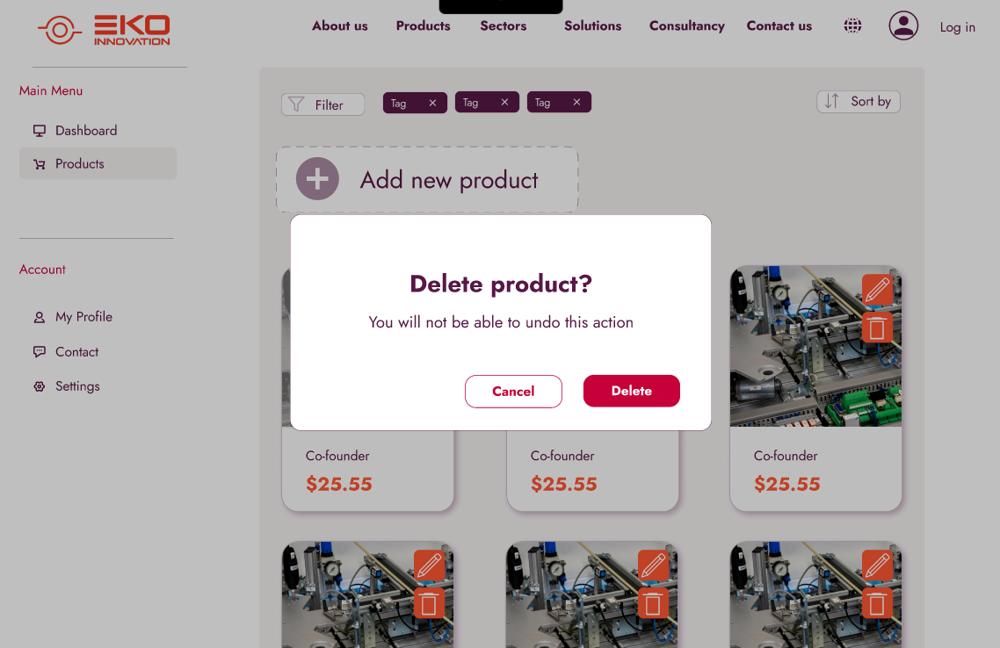 EKO
INNOVATION
About us Products Sectors Solutions Consultancy Contact us Log in
Main Menu
Dashboard
Products
Account
My Profile
Contact
Settings
Filter Tag × Tag × Tag × Sort by
Add new product
Delete product?
You will not be able to undo this action
Cancel Delete
Co-founder Co-founder Co-founder
$25.55 $25.55 $25.55